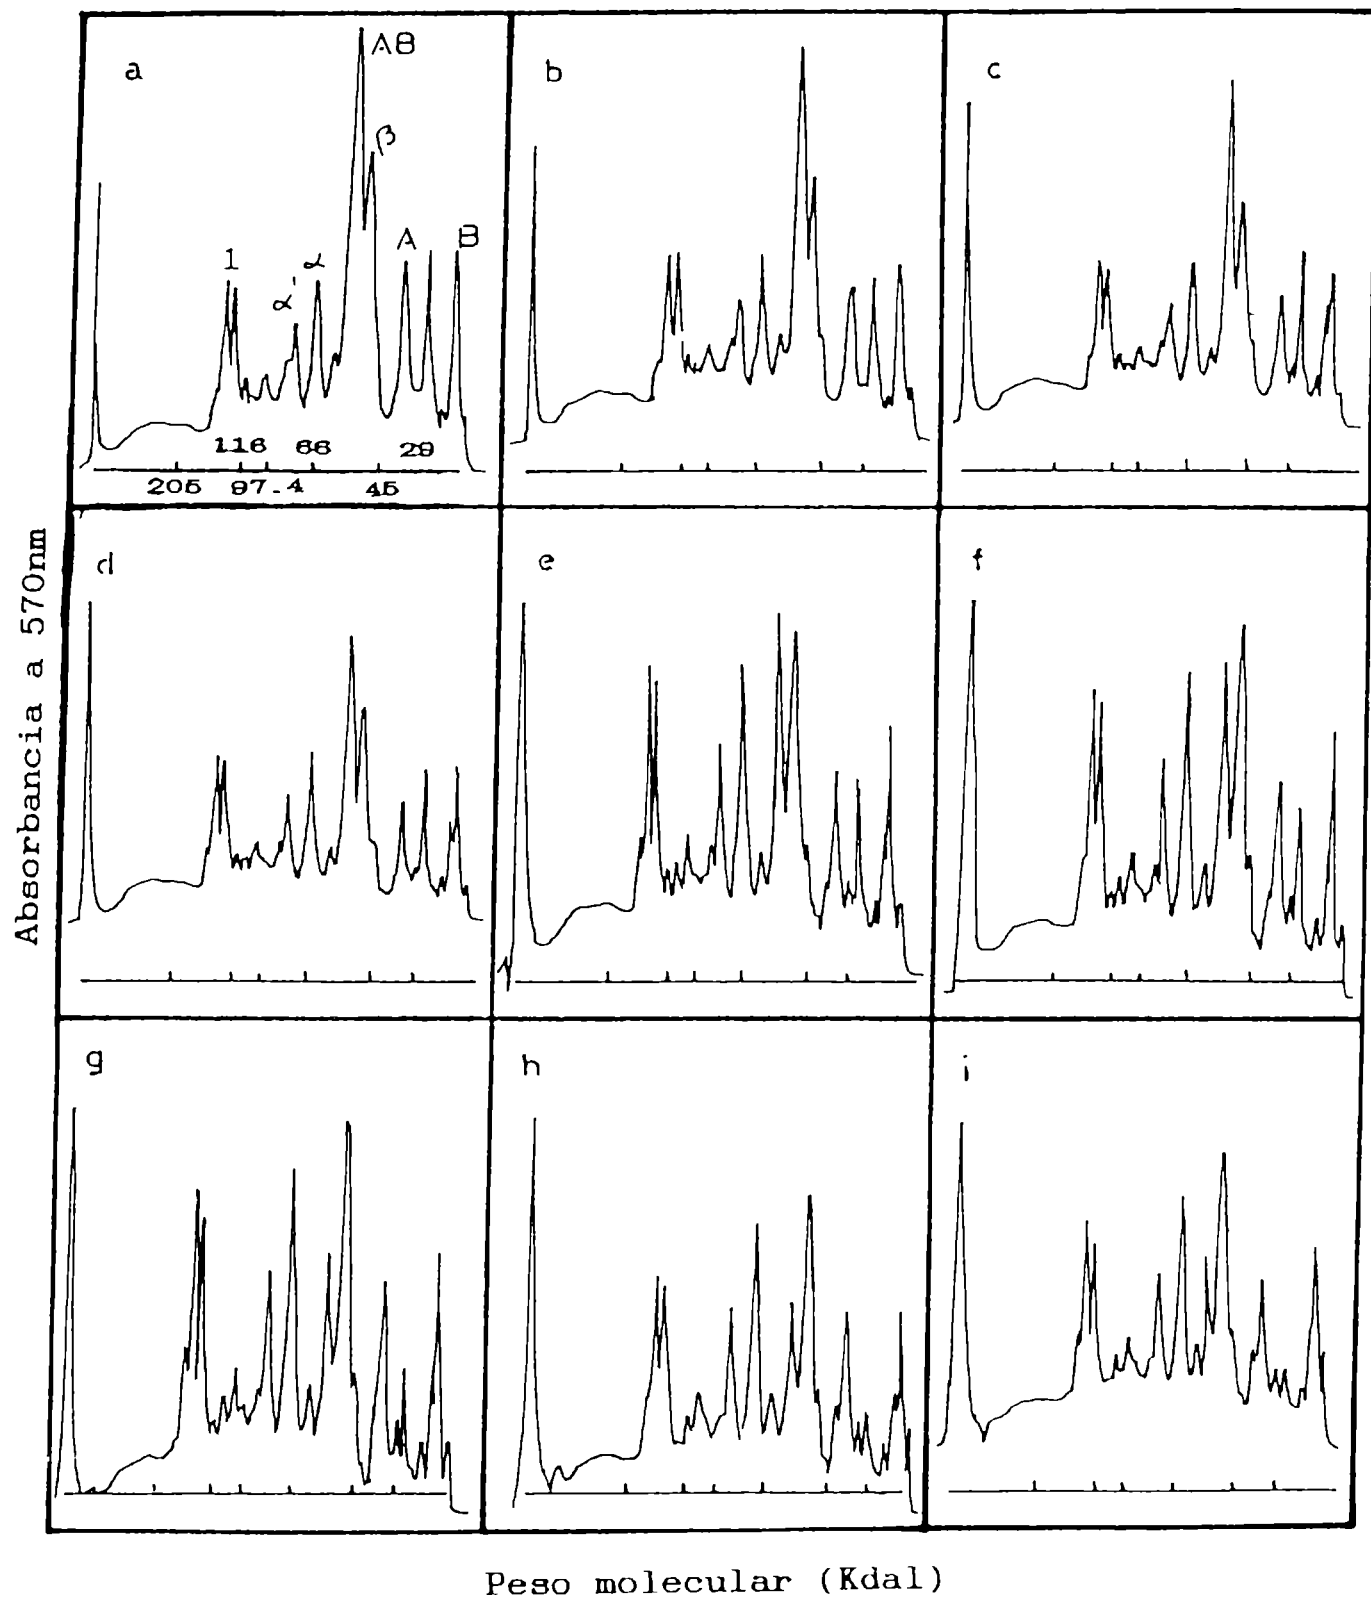 a
AB
β
1
α'
α
A
B
116 66 29
205 97.4 45
b
c
d
e
f
g
h
i
Absorbancia a 570nm
Peso molecular (Kdal)